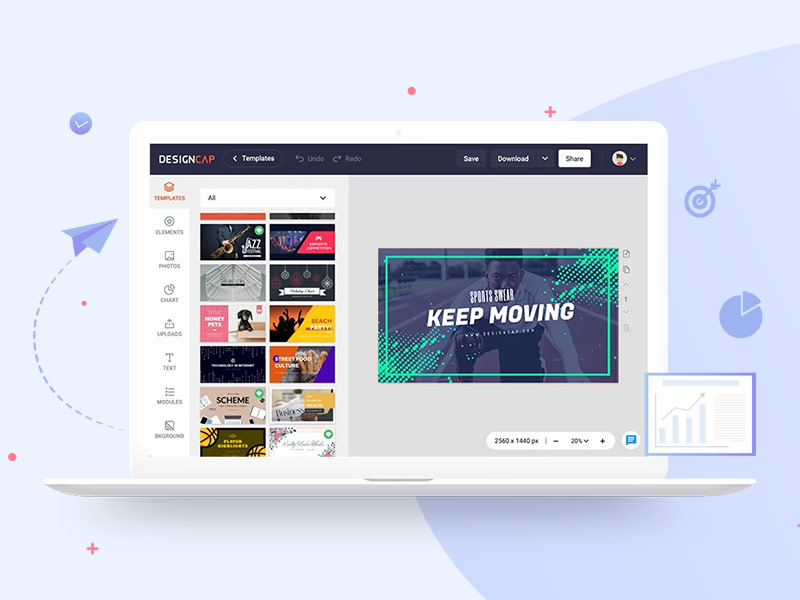 DESIGNCAP
Templates
Undo
Redo
Save
Download
Share
TEMPLATES
ELEMENTS
PHOTOS
CHART
UPLOADS
TEXT
MODULES
BKGROUND
All
JAZZ
FESTIVAL
ESPORTS
COMPETITION
HONEY
PETS
BEACH
PARTY
TECHNOLOGY IN INTERNET
STREET FOOD
CULTURE
SCHEME
Business
PLAYER
HIGHLIGHTS
SPORTS SWEAR
KEEP MOVING
WWW.DESIGNCAP.COM
1
2560 x 1440 px
20%